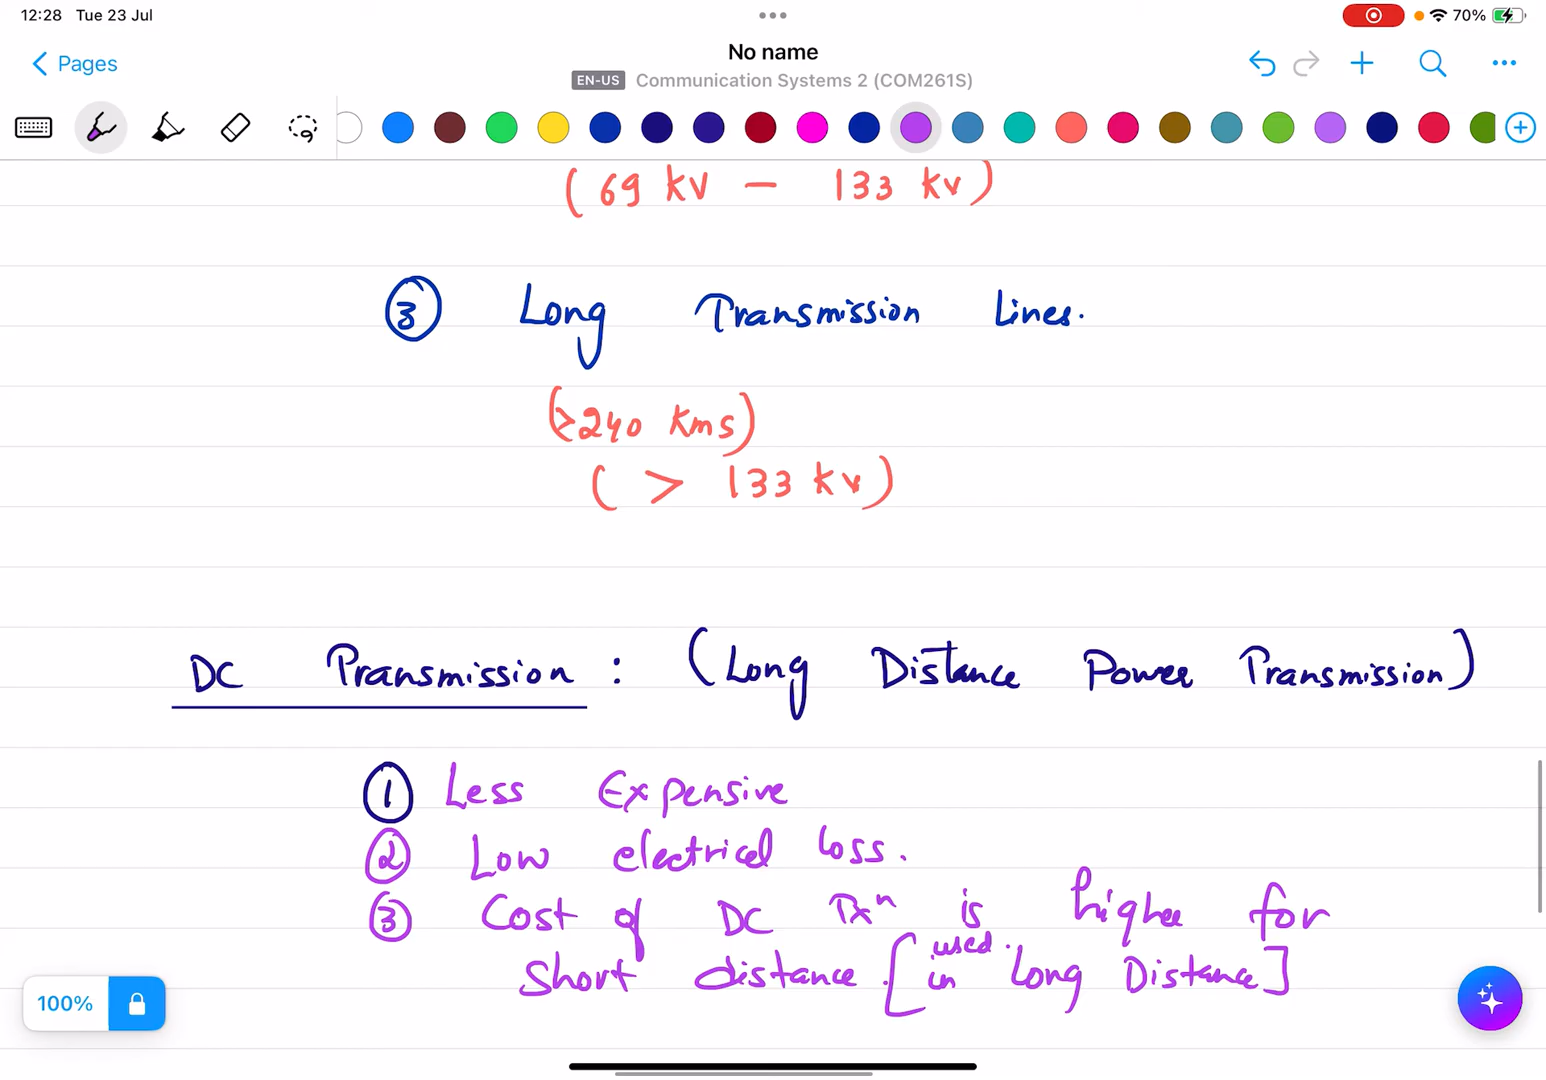 12:28 Tue 23 Jul
70%
Pages
No name
EN-US Communication Systems 2 (COM261S)
( 69 kV – 133 kV )
③ Long Transmission Lines.
(>240 Kms)
( > 133 kV )
DC Transmission : (Long Distance Power Transmission)
① Less Expensive
② Low electrical loss.
③ Cost of DC Txⁿ is higher for
short distance. [used in Long Distance]
100%